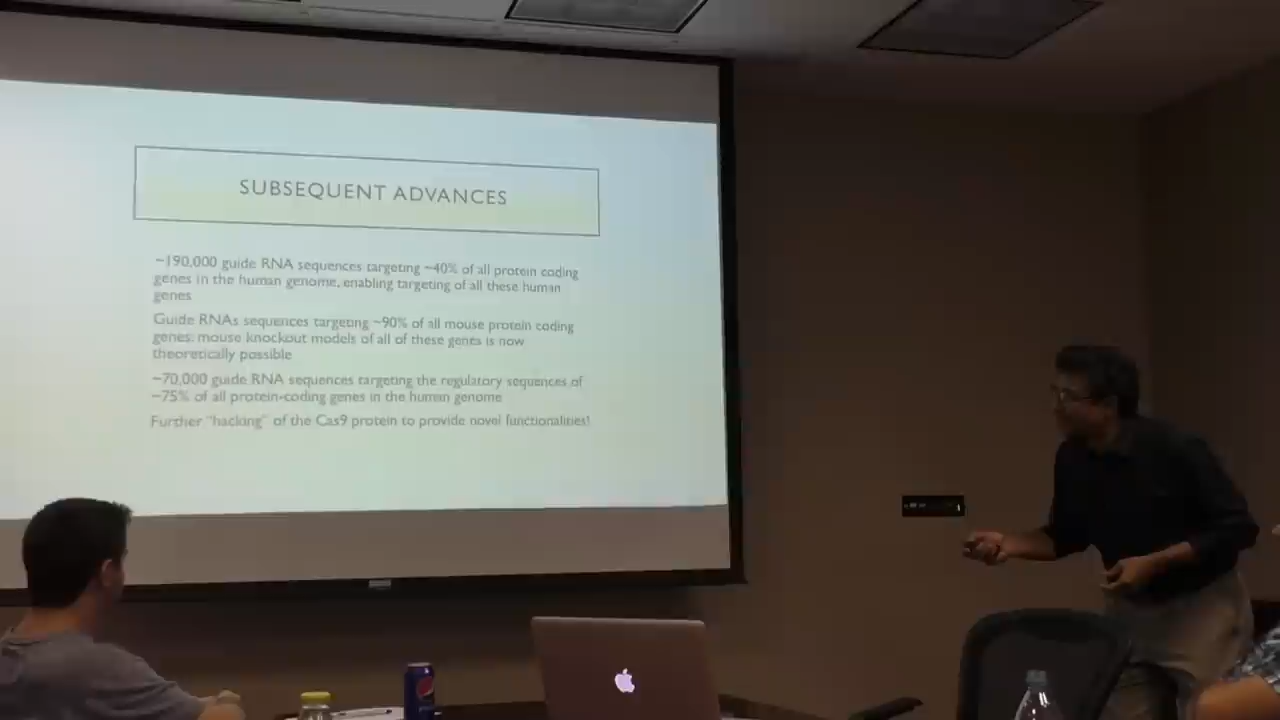 SUBSEQUENT ADVANCES
~190,000 guide RNA sequences targeting ~40% of all protein coding
genes in the human genome, enabling targeting of all these human
genes
Guide RNAs sequences targeting ~90% of all mouse protein coding
genes: mouse knockout models of all of these genes is now
theoretically possible
~70,000 guide RNA sequences targeting the regulatory sequences of
~75% of all protein-coding genes in the human genome
Further "hacking" of the Cas9 protein to provide novel functionalities!